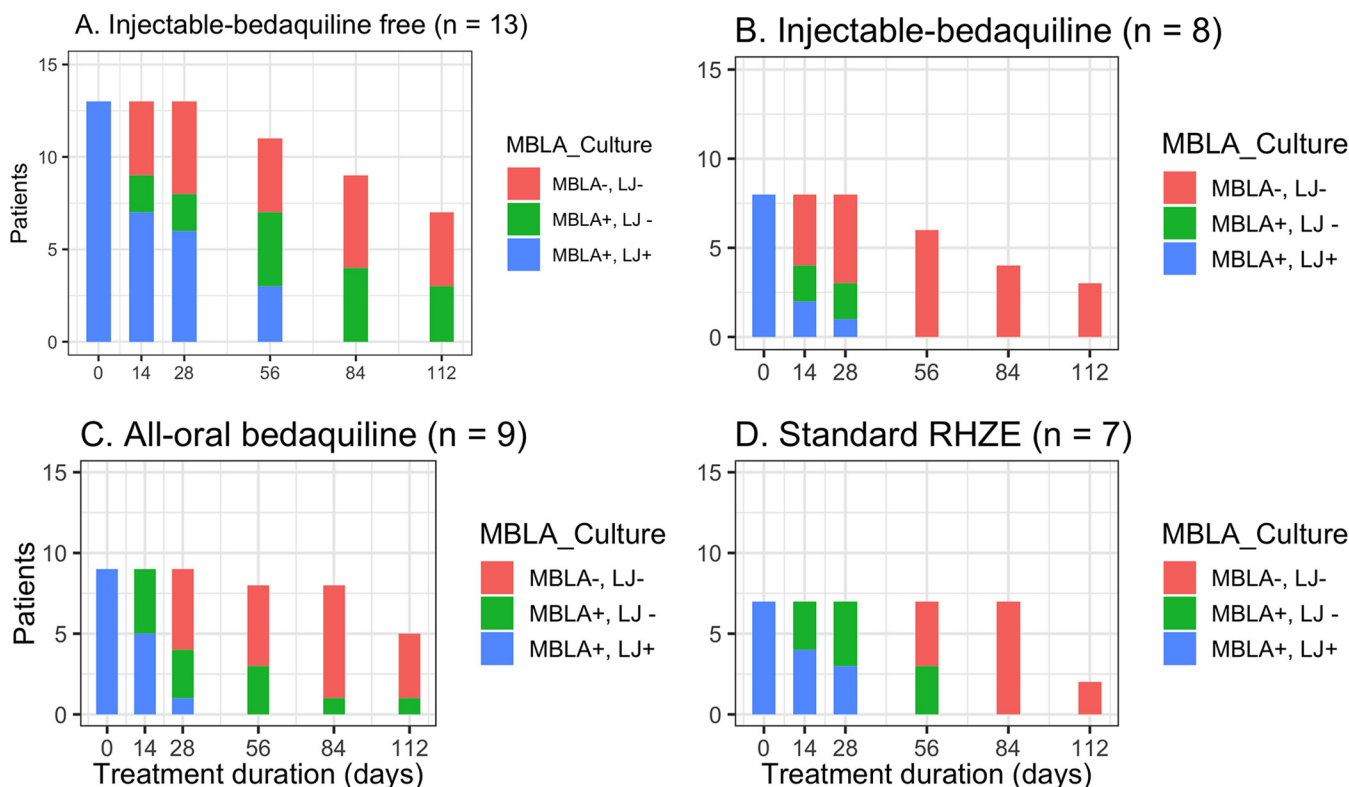 A. Injectable-bedaquiline free (n = 13)
15
10
5
0
Patients
0 14 28 56 84 112
MBLA_Culture
MBLA-, LJ-
MBLA+, LJ -
MBLA+, LJ+
B. Injectable-bedaquiline (n = 8)
15
10
5
0
0 14 28 56 84 112
MBLA_Culture
MBLA-, LJ-
MBLA+, LJ -
MBLA+, LJ+
C. All-oral bedaquiline (n = 9)
15
10
5
0
Patients
0 14 28 56 84 112
Treatment duration (days)
MBLA_Culture
MBLA-, LJ-
MBLA+, LJ -
MBLA+, LJ+
D. Standard RHZE (n = 7)
15
10
5
0
0 14 28 56 84 112
Treatment duration (days)
MBLA_Culture
MBLA-, LJ-
MBLA+, LJ -
MBLA+, LJ+